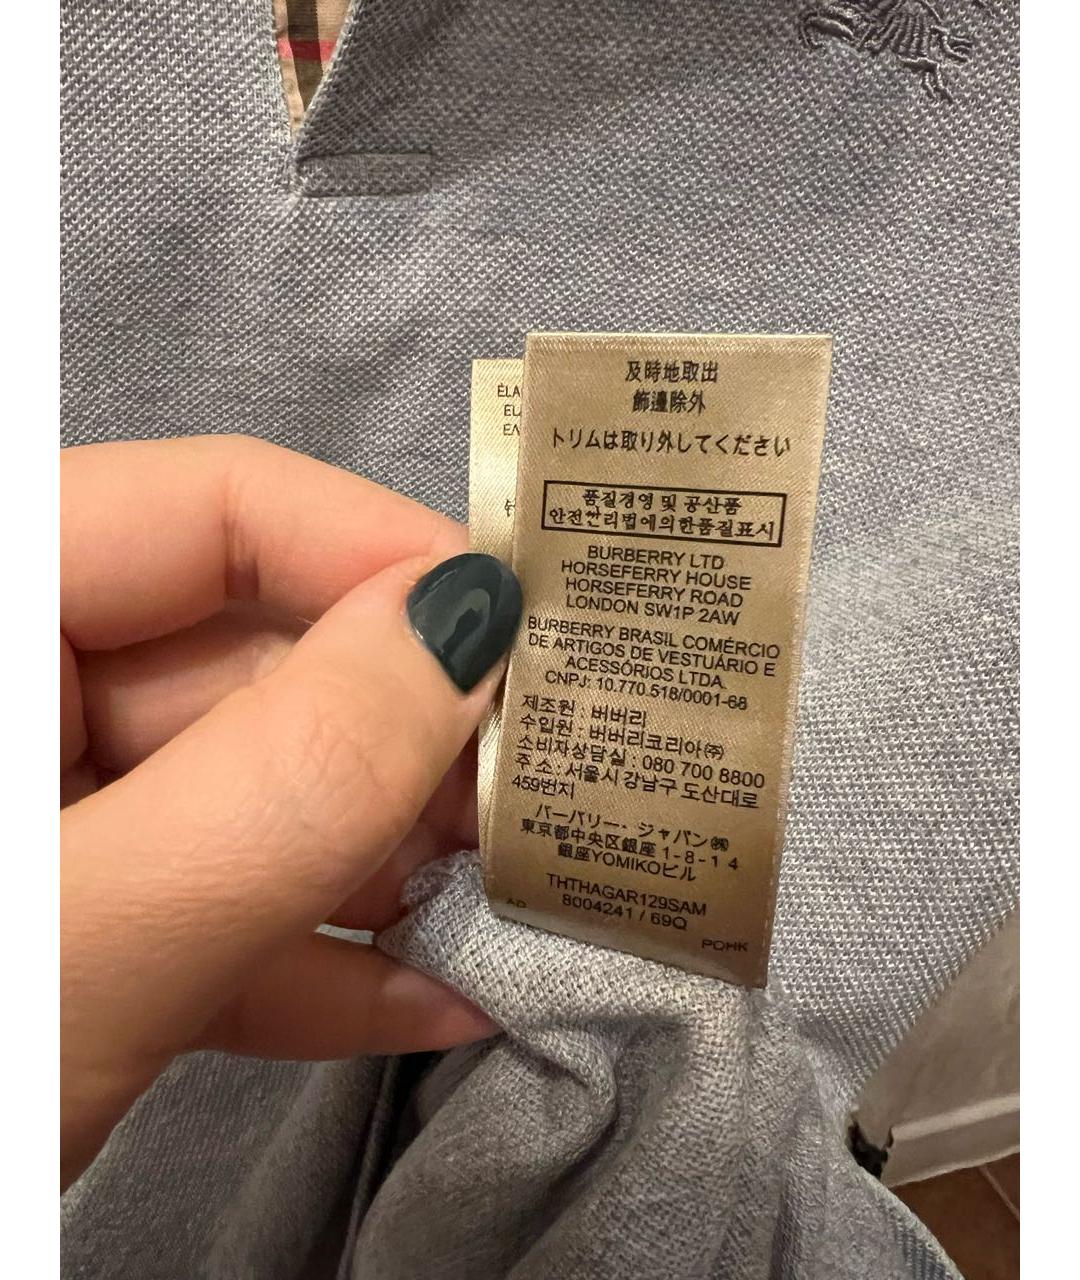 及時地取出
飾邊除外
トリムは取り外してください
품질경영 및 공산품
안전관리법에의한품질표시
BURBERRY LTD
HORSEFERRY HOUSE
HORSEFERRY ROAD
LONDON SW1P 2AW
BURBERRY BRASIL COMÉRCIO
DE ARTIGOS DE VESTUÁRIO E
ACESSÓRIOS LTDA.
CNPJ: 10.770.518/0001-68
제조원 : 버버리
수입원 : 버버리코리아㈜
소비자상담실 : 080 700 8800
주 소 : 서울시 강남구 도산대로
459번지
バーバリー・ジャパン㈱
東京都中央区銀座 1-8-14
銀座YOMIKOビル
THTHAGAR129SAM
8004241 / 69Q
POHK
ÉLA